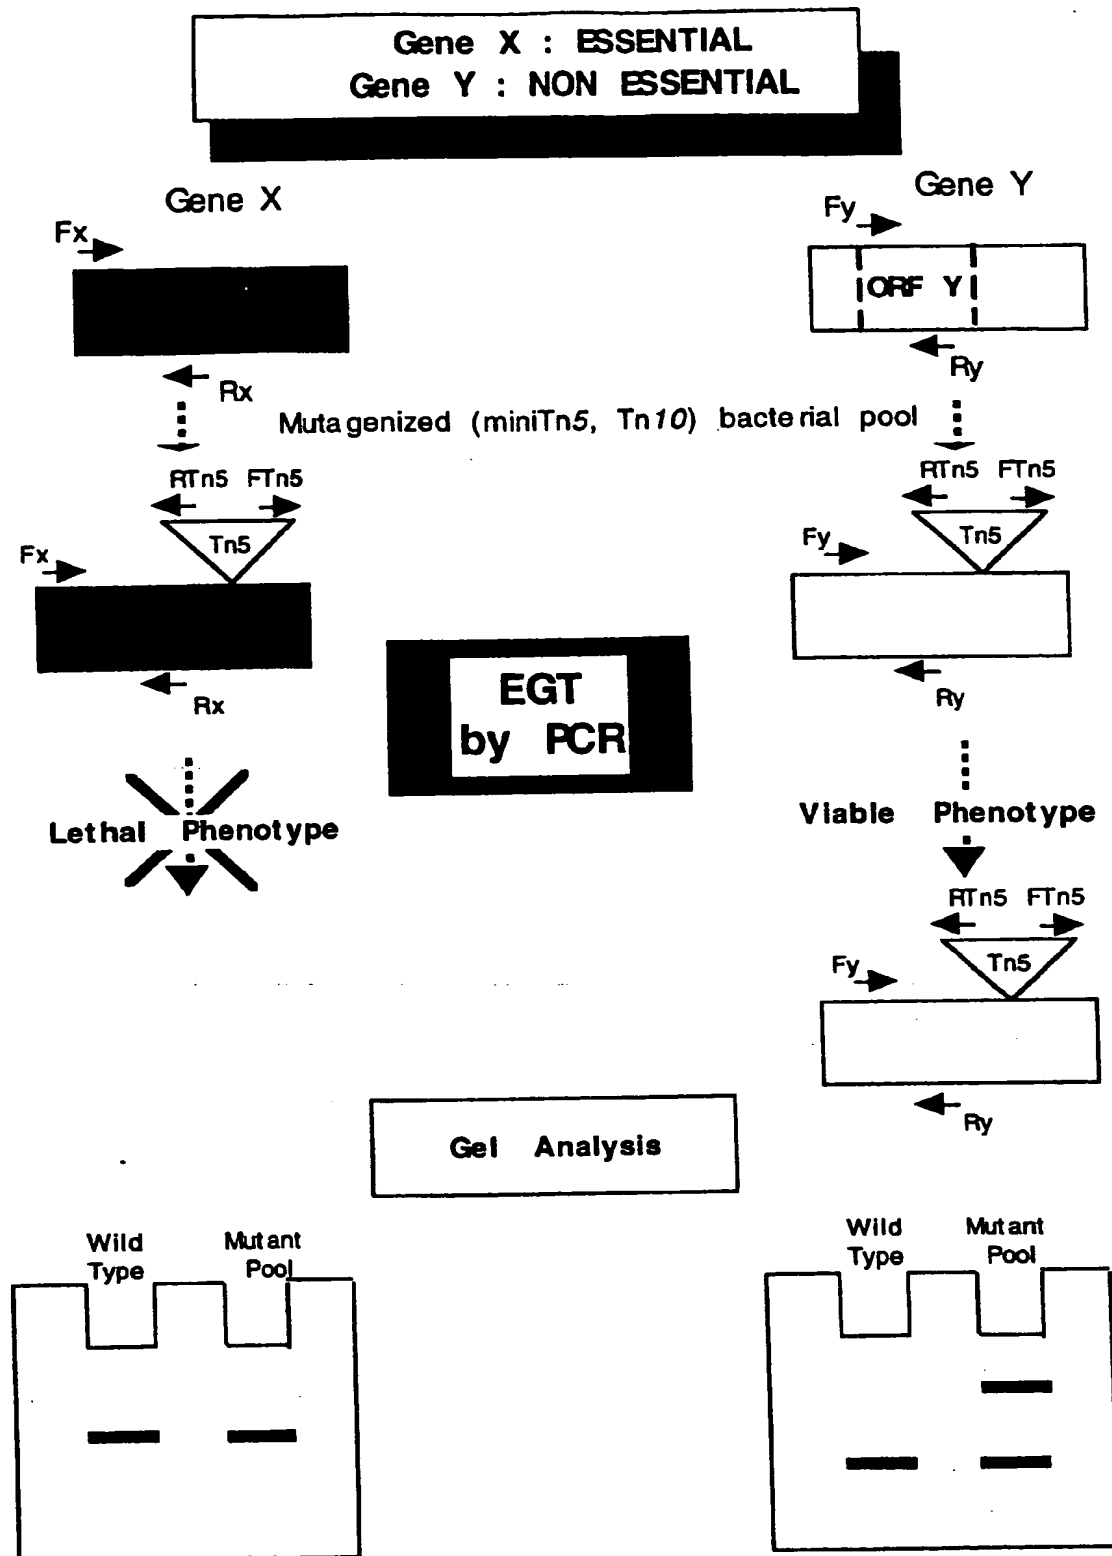 Gene X : ESSENTIAL
Gene Y : NON ESSENTIAL
Gene X
Gene Y
Fx
Fy
ORF Y
Rx
Ry
Mutagenized (miniTn5, Tn10) bacterial pool
RTn5 FTn5
RTn5 FTn5
Tn5
Tn5
Fx
Fy
Rx
Ry
EGT
by PCR
Lethal Phenotype
Viable Phenotype
RTn5 FTn5
Tn5
Fy
Ry
Gel Analysis
Wild
Type
Mutant
Pool
Wild
Type
Mutant
Pool